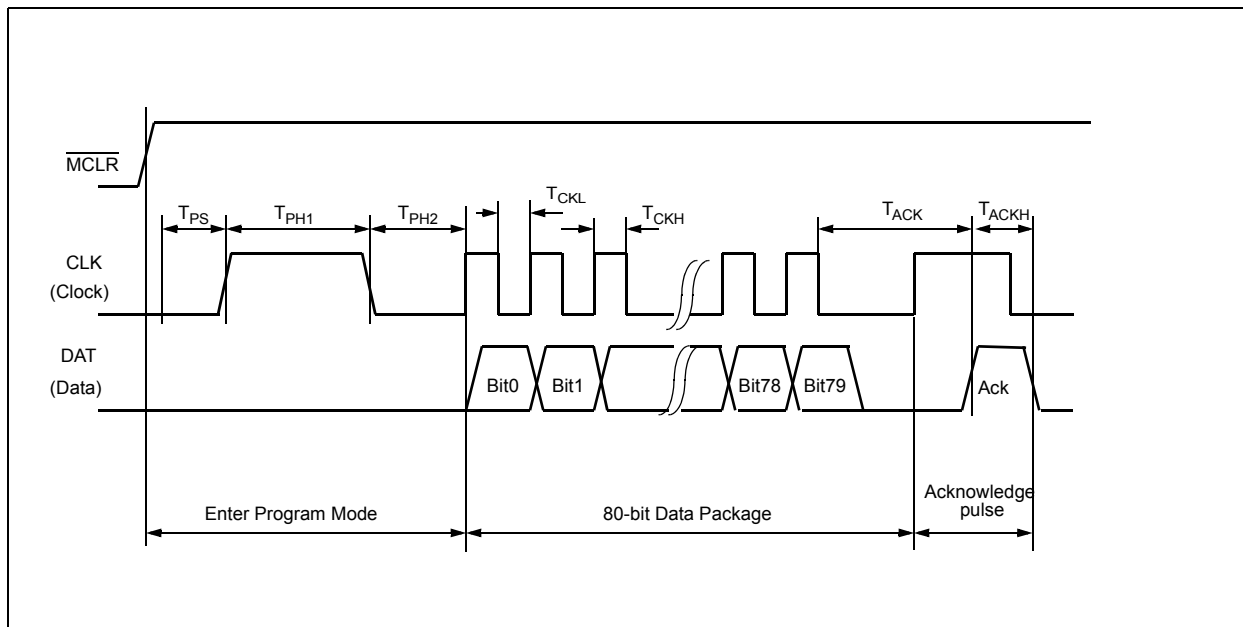 MCLR
TPS
TPH1
TPH2
TCKL
TCKH
TACK
TACKH
CLK
(Clock)
DAT
(Data)
Bit0
Bit1
Bit78
Bit79
Ack
Enter Program Mode
80-bit Data Package
Acknowledge
pulse